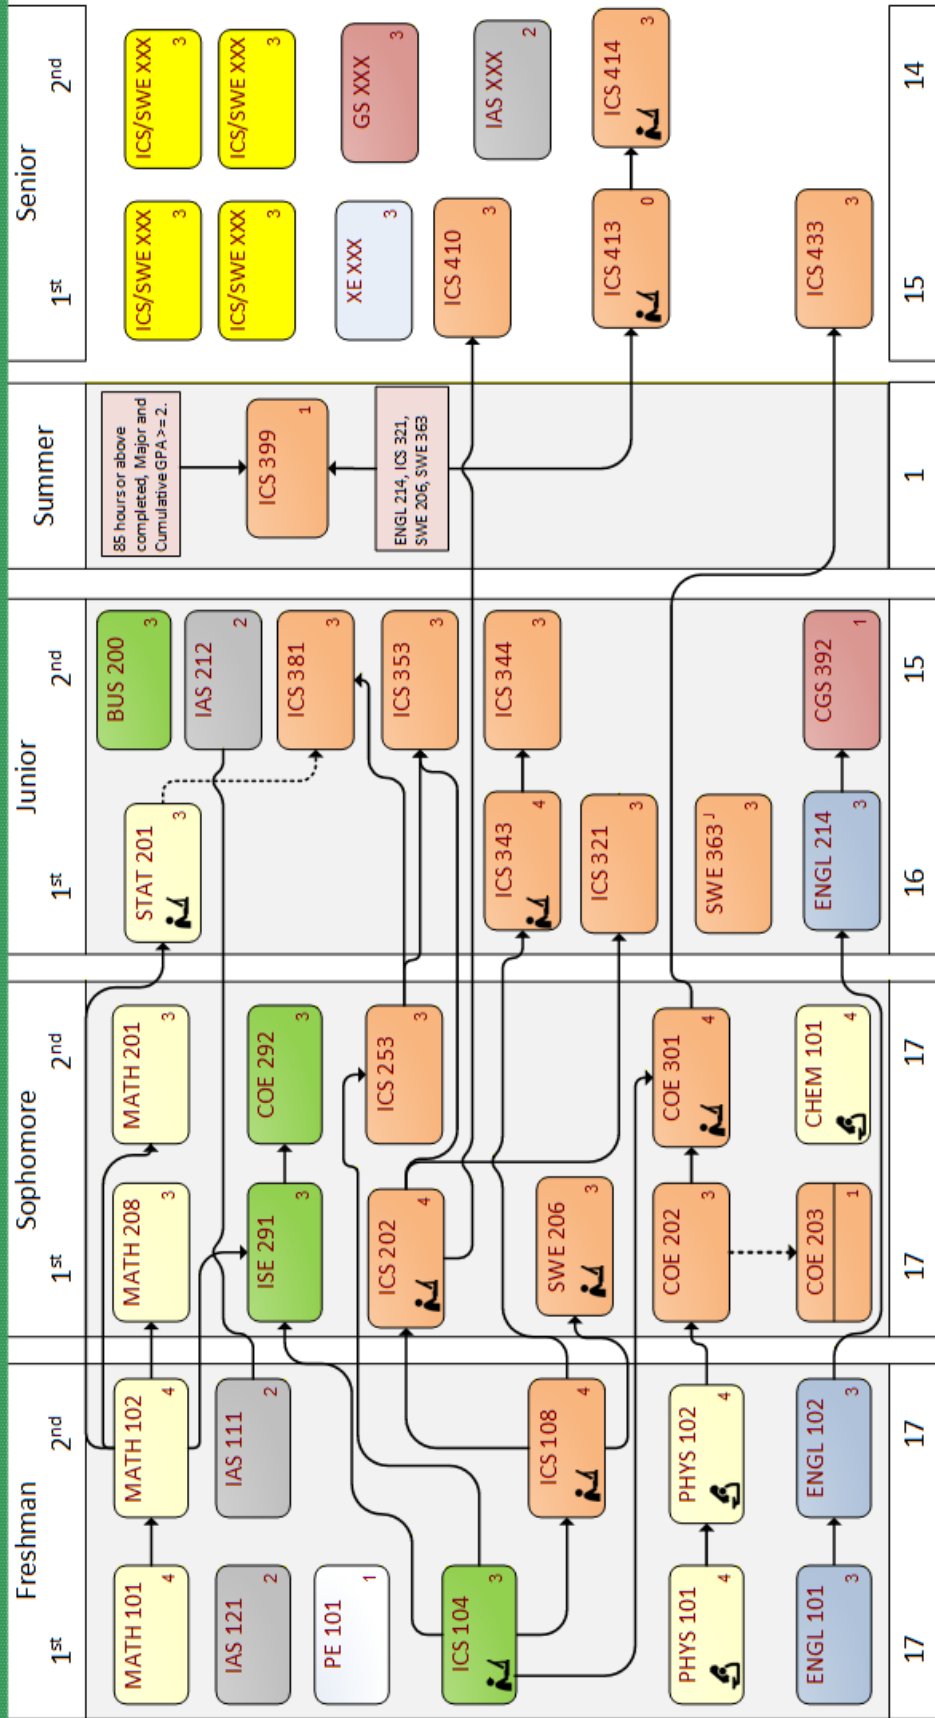 Freshman
Sophomore
Junior
Summer
Senior
1st
2nd
1st
2nd
1st
2nd
1st
2nd
MATH 101
4
IAS 121
2
PE 101
1
ICS 104
3
PHYS 101
4
ENGL 101
3
17
MATH 102
4
IAS 111
2
ICS 108
4
PHYS 102
4
ENGL 102
3
17
MATH 208
3
ISE 291
3
ICS 202
4
SWE 206
3
COE 202
3
COE 203
1
17
MATH 201
3
COE 292
3
ICS 253
3
COE 301
4
CHEM 101
4
17
STAT 201
3
ICS 343
4
ICS 321
3
SWE 363 J
3
ENGL 214
3
16
BUS 200
3
IAS 212
2
ICS 381
3
ICS 353
3
ICS 344
3
CGS 392
1
15
85 hours or above
completed, Major and
Cumulative GPA >= 2.
ICS 399
1
ENGL 214, ICS 321,
SWE 206, SWE 363
1
ICS/SWE XXX
3
ICS/SWE XXX
3
XE XXX
3
ICS 410
3
ICS 413
0
ICS 433
3
15
ICS/SWE XXX
3
ICS/SWE XXX
3
GS XXX
3
IAS XXX
2
ICS 414
3
14